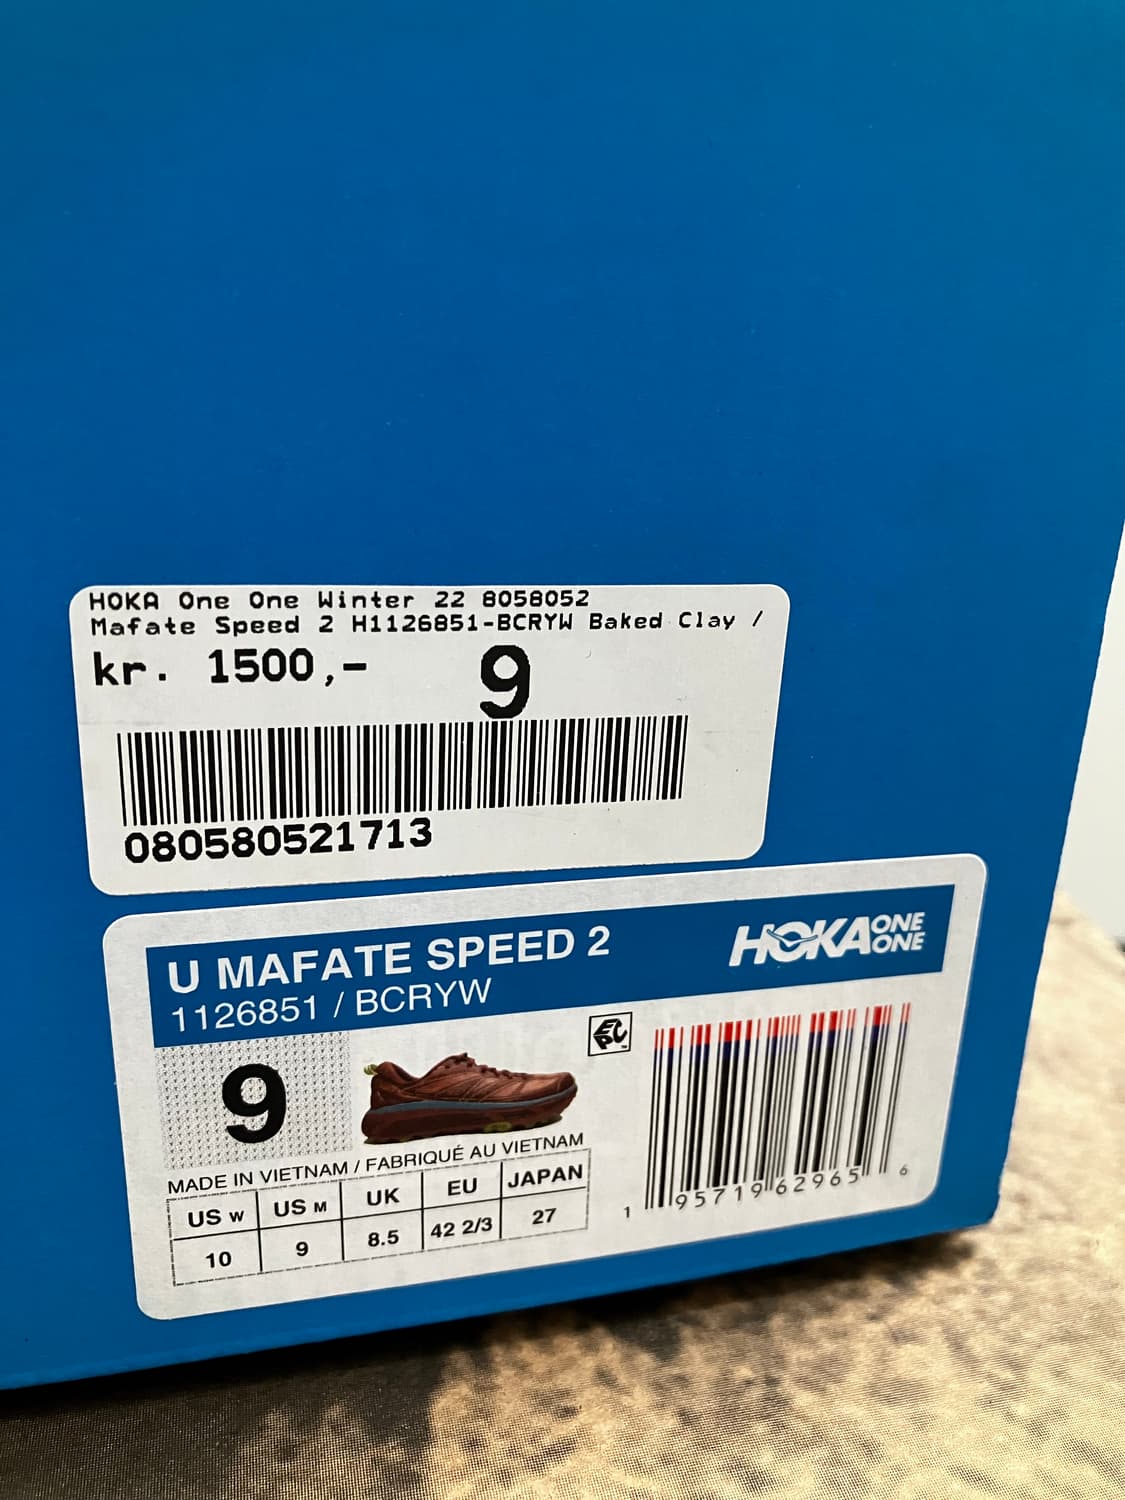 HOKA One One Winter 22 8058052
Mafate Speed 2 H1126851-BCRYW Baked Clay /
kr. 1500,- 9
080580521713
U MAFATE SPEED 2
1126851 / BCRYW
HOKA ONE ONE
9
MADE IN VIETNAM / FABRIQUÉ AU VIETNAM
US W US M UK EU JAPAN
10 9 8.5 42 2/3 27
1 95719 62965 6